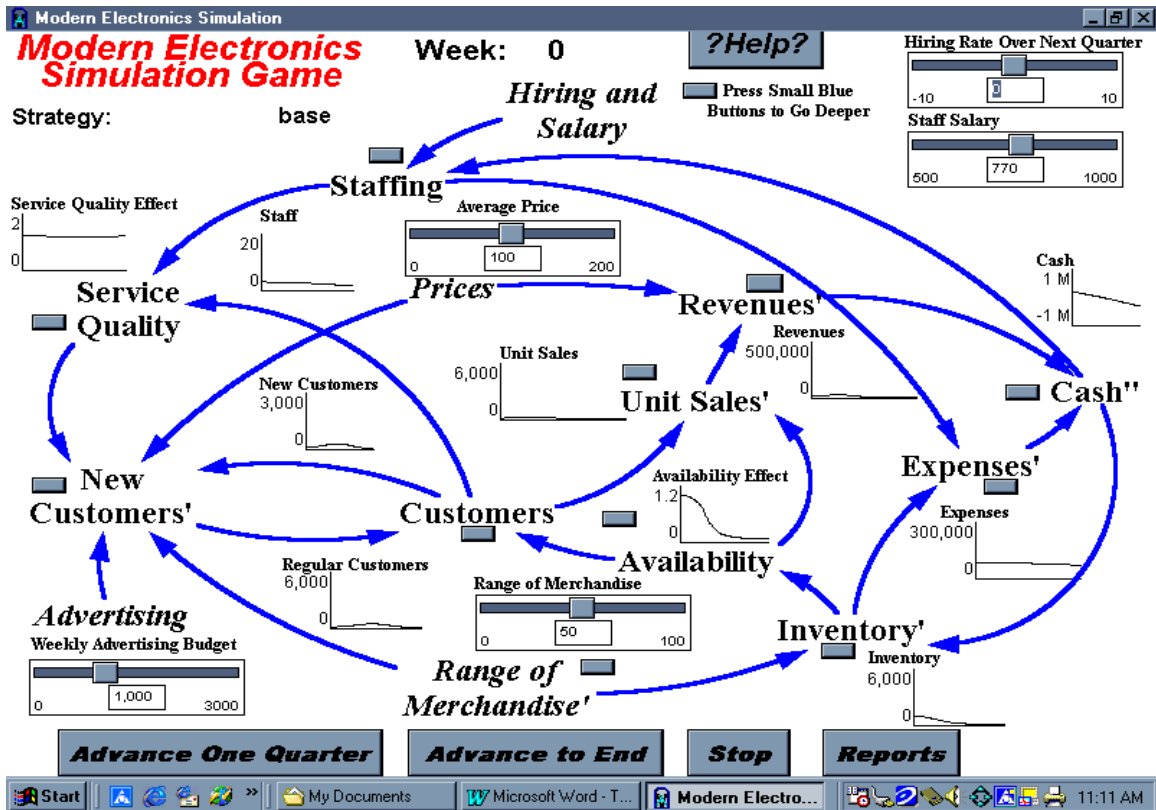 Modern Electronics Simulation
Modern Electronics
Simulation Game
Week: 0
?Help?
Press Small Blue
Buttons to Go Deeper
Strategy: base
Hiring Rate Over Next Quarter
0
-10 10
Staff Salary
770
500 1000
Hiring and
Salary
Staffing
Service Quality Effect
2
0
Staff
20
0
Average Price
100
0 200
Prices
Service
Quality
Revenues'
Revenues
500,000
0
Cash
1 M
-1 M
Cash"
Unit Sales
6,000
0
Unit Sales'
New Customers
3,000
0
New
Customers'
Customers
Availability Effect
1.2
0
Availability
Expenses'
Expenses
300,000
0
Regular Customers
6,000
0
Range of Merchandise
50
0 100
Range of
Merchandise'
Advertising
Weekly Advertising Budget
1,000
0 3000
Inventory'
Inventory
6,000
0
Advance One Quarter
Advance to End
Stop
Reports
Start
»
My Documents
Microsoft Word - T...
Modern Electro...
11:11 AM